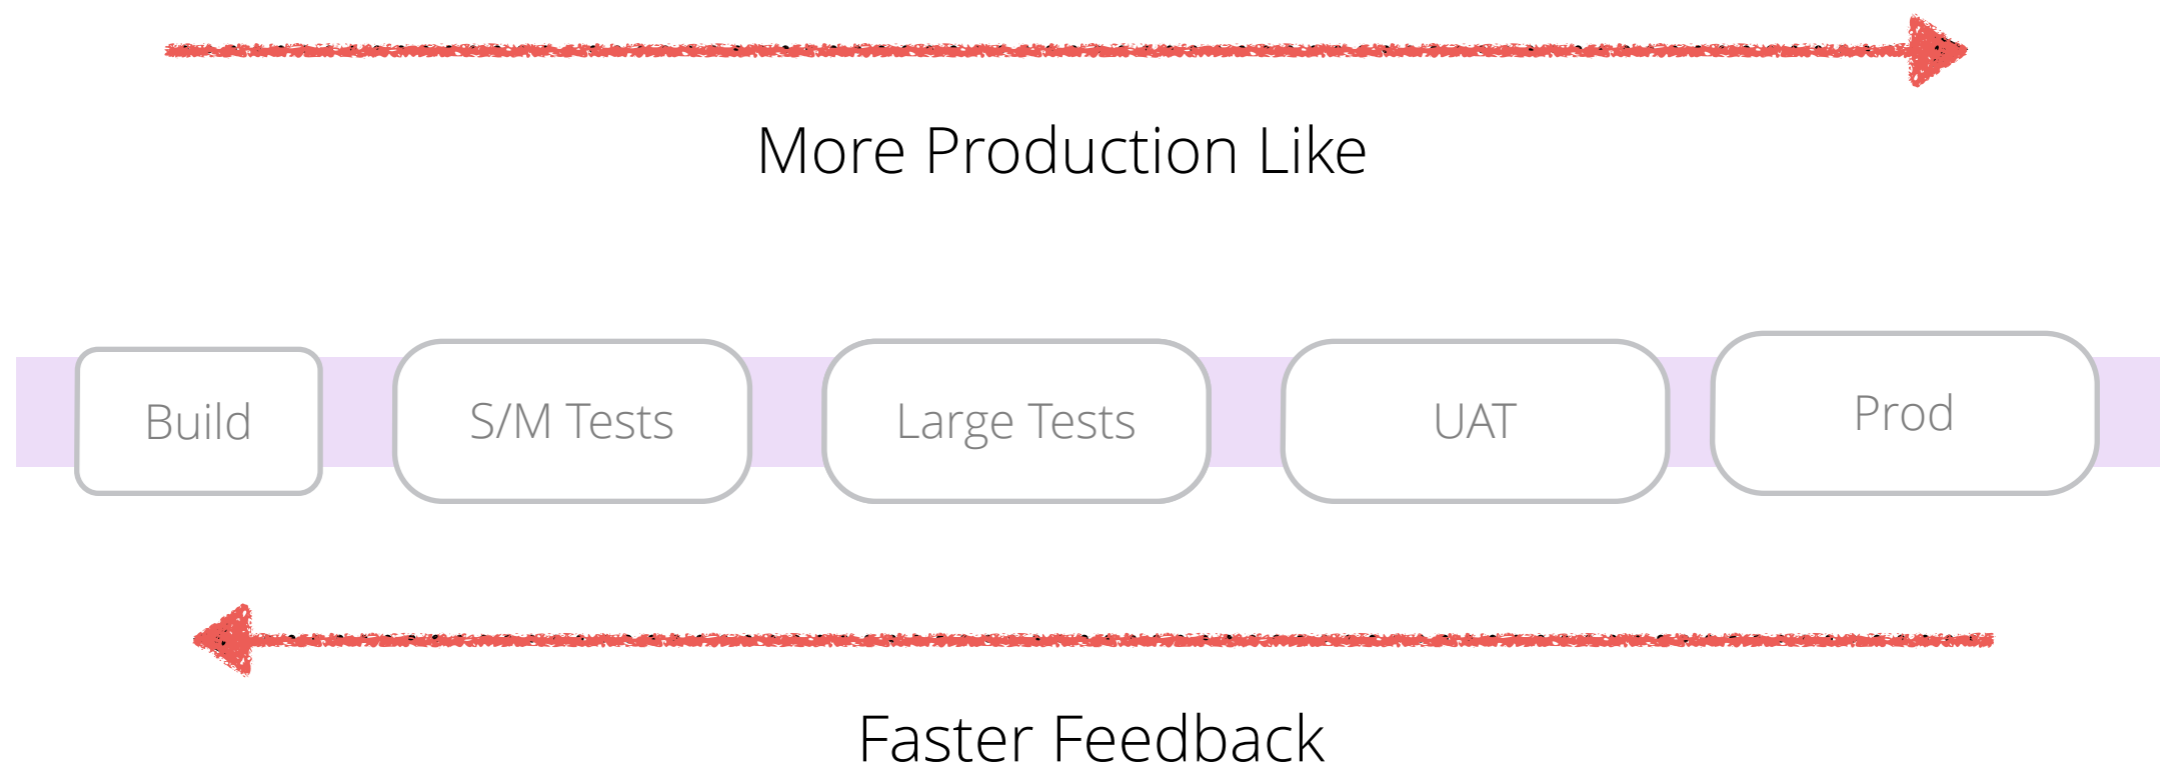 More Production Like
Build
S/M Tests
Large Tests
UAT
Prod
Faster Feedback